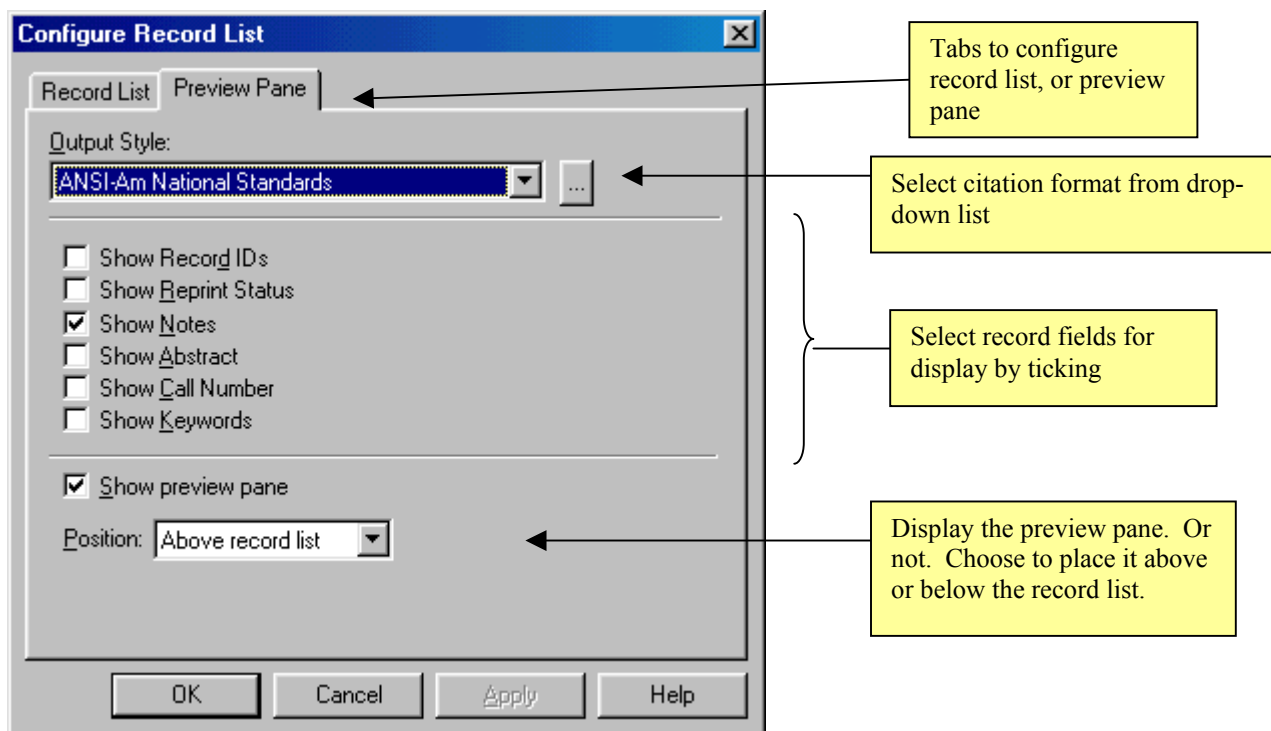 Configure Record List
Record List
Preview Pane
Output Style:
ANSI-Am National Standards
...
Show Record IDs
Show Reprint Status
Show Notes
Show Abstract
Show Call Number
Show Keywords
Show preview pane
Position:
Above record list
OK
Cancel
Apply
Help
Tabs to configure
record list, or preview
pane
Select citation format from drop-
down list
Select record fields for
display by ticking
Display the preview pane.  Or
not.  Choose to place it above
or below the record list.